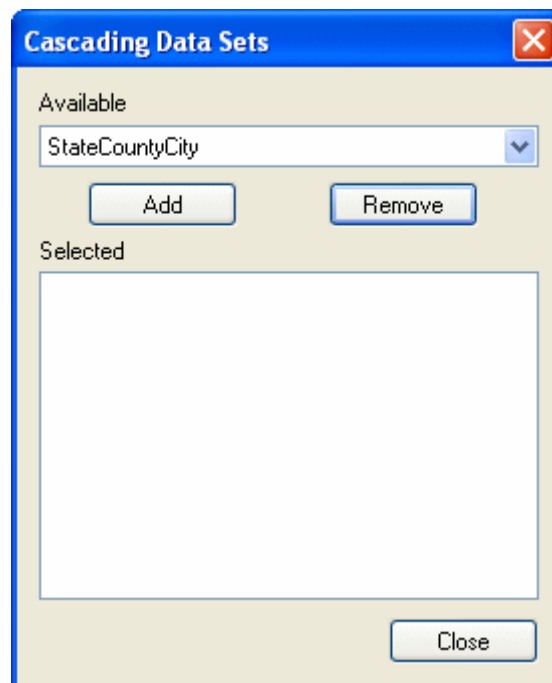 Cascading Data Sets
Available
StateCountyCity
Add Remove
Selected
Close